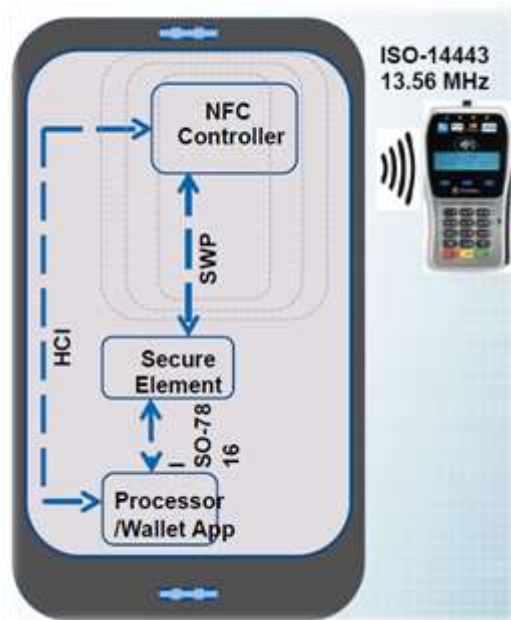 ISO-14443
13.56 MHz
NFC
Controller
SWP
HCI
Secure
Element
I
SO-78
16
Processor
/Wallet App